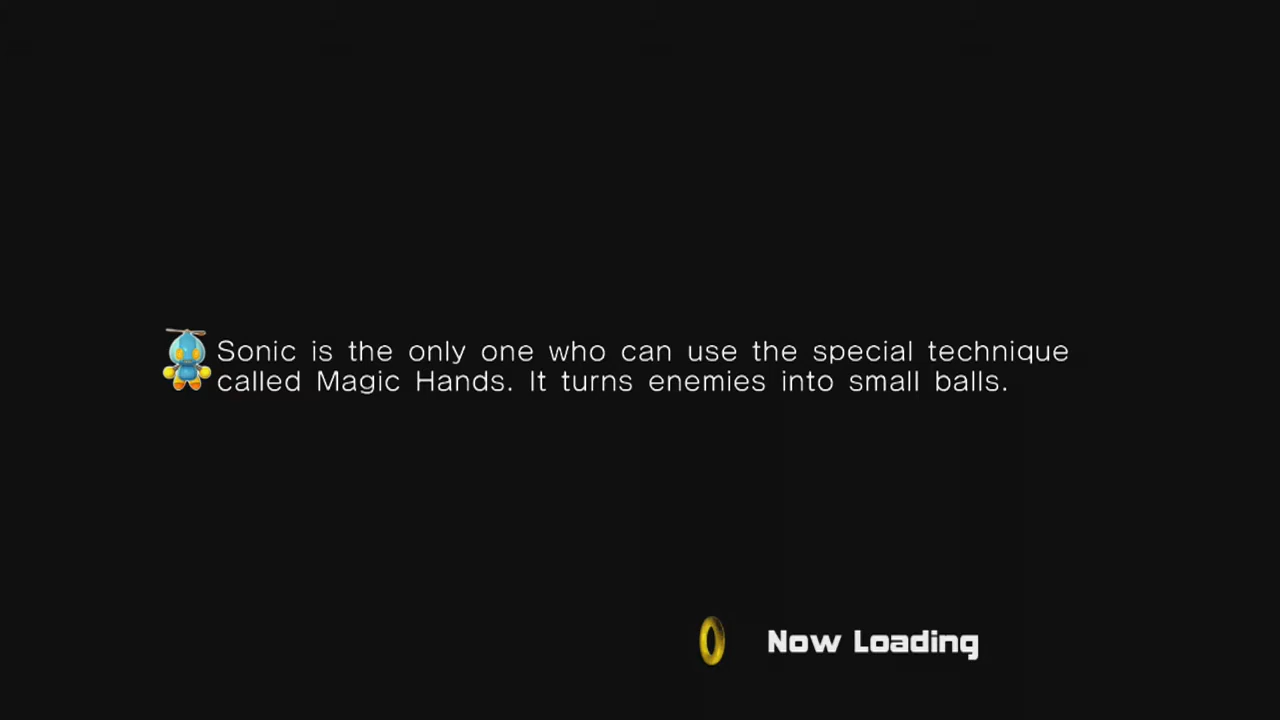 Sonic is the only one who can use the special technique
called Magic Hands. It turns enemies into small balls.
Now Loading